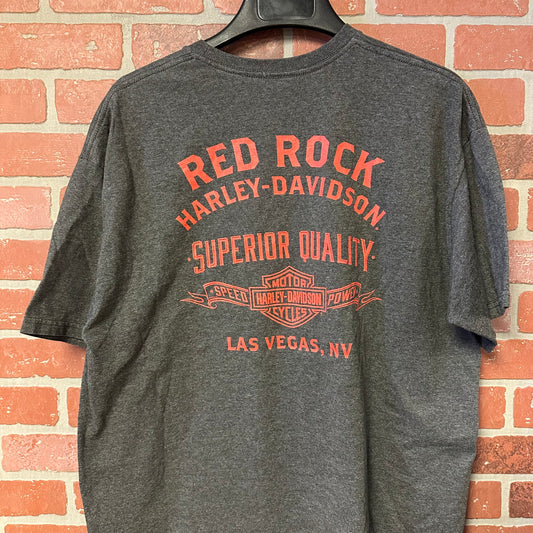 RED ROCK
HARLEY-DAVIDSON
·SUPERIOR QUALITY·
MOTOR
SPEED HARLEY-DAVIDSON POWER
CYCLES
LAS VEGAS, NV